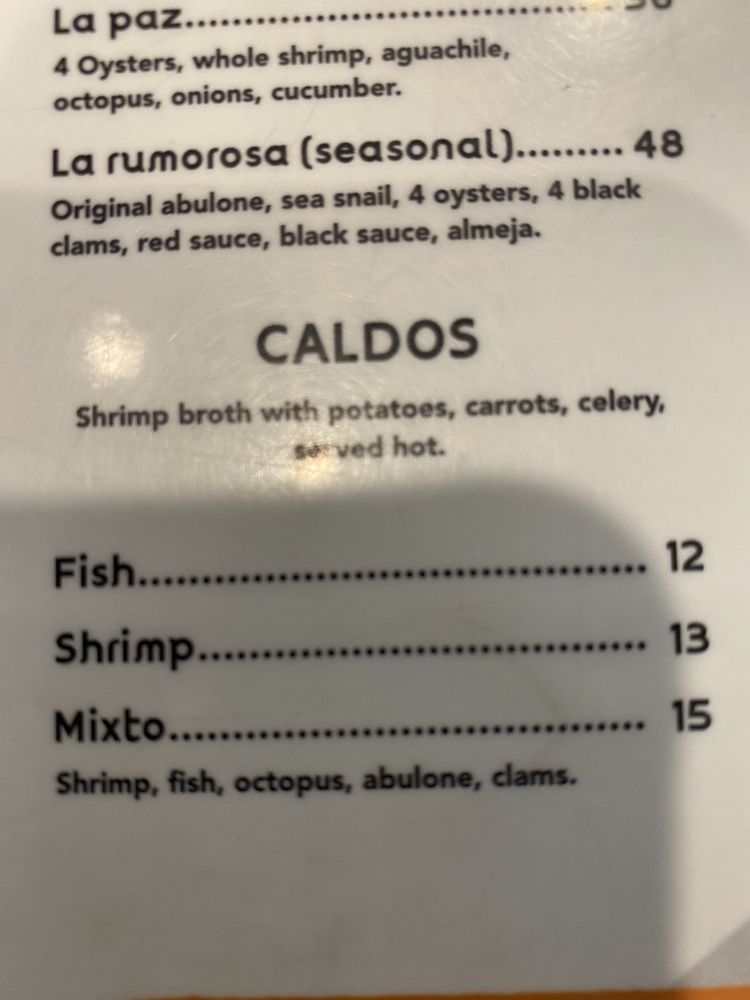 La paz........................................
4 Oysters, whole shrimp, aguachile,
octopus, onions, cucumber.
La rumorosa (seasonal)......... 48
Original abulone, sea snail, 4 oysters, 4 black
clams, red sauce, black sauce, almeja.
CALDOS
Shrimp broth with potatoes, carrots, celery,
served hot.
Fish.......................................... 12
Shrimp..................................... 13
Mixto....................................... 15
Shrimp, fish, octopus, abulone, clams.